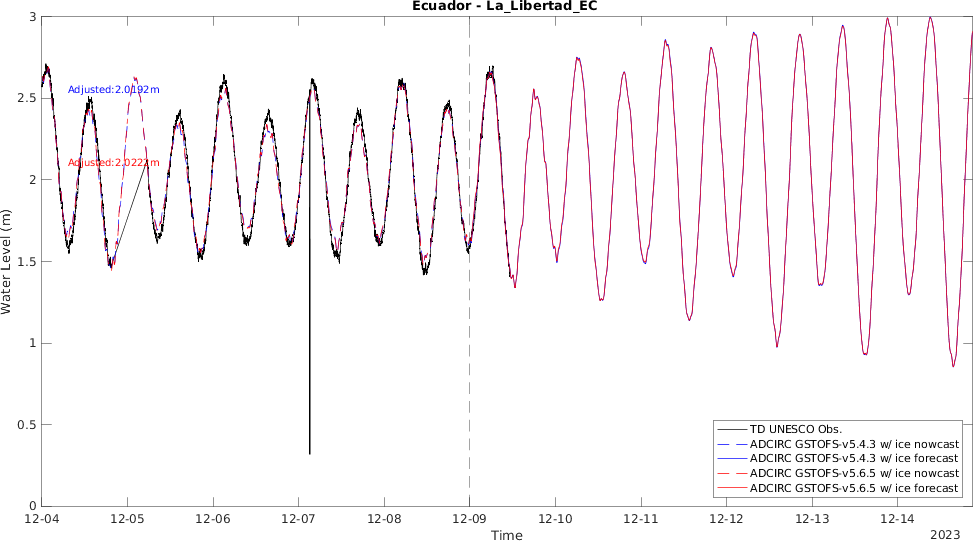 Ecuador - La_Libertad_EC
3
2.5
2
1.5
1
0.5
0
Water Level (m)
Adjusted:2.0192m
Adjusted:2.0222m
TD UNESCO Obs.
ADCIRC GSTOFS-v5.4.3 w/ ice nowcast
ADCIRC GSTOFS-v5.4.3 w/ ice forecast
ADCIRC GSTOFS-v5.6.5 w/ ice nowcast
ADCIRC GSTOFS-v5.6.5 w/ ice forecast
12-04 12-05 12-06 12-07 12-08 12-09 12-10 12-11 12-12 12-13 12-14
Time
2023